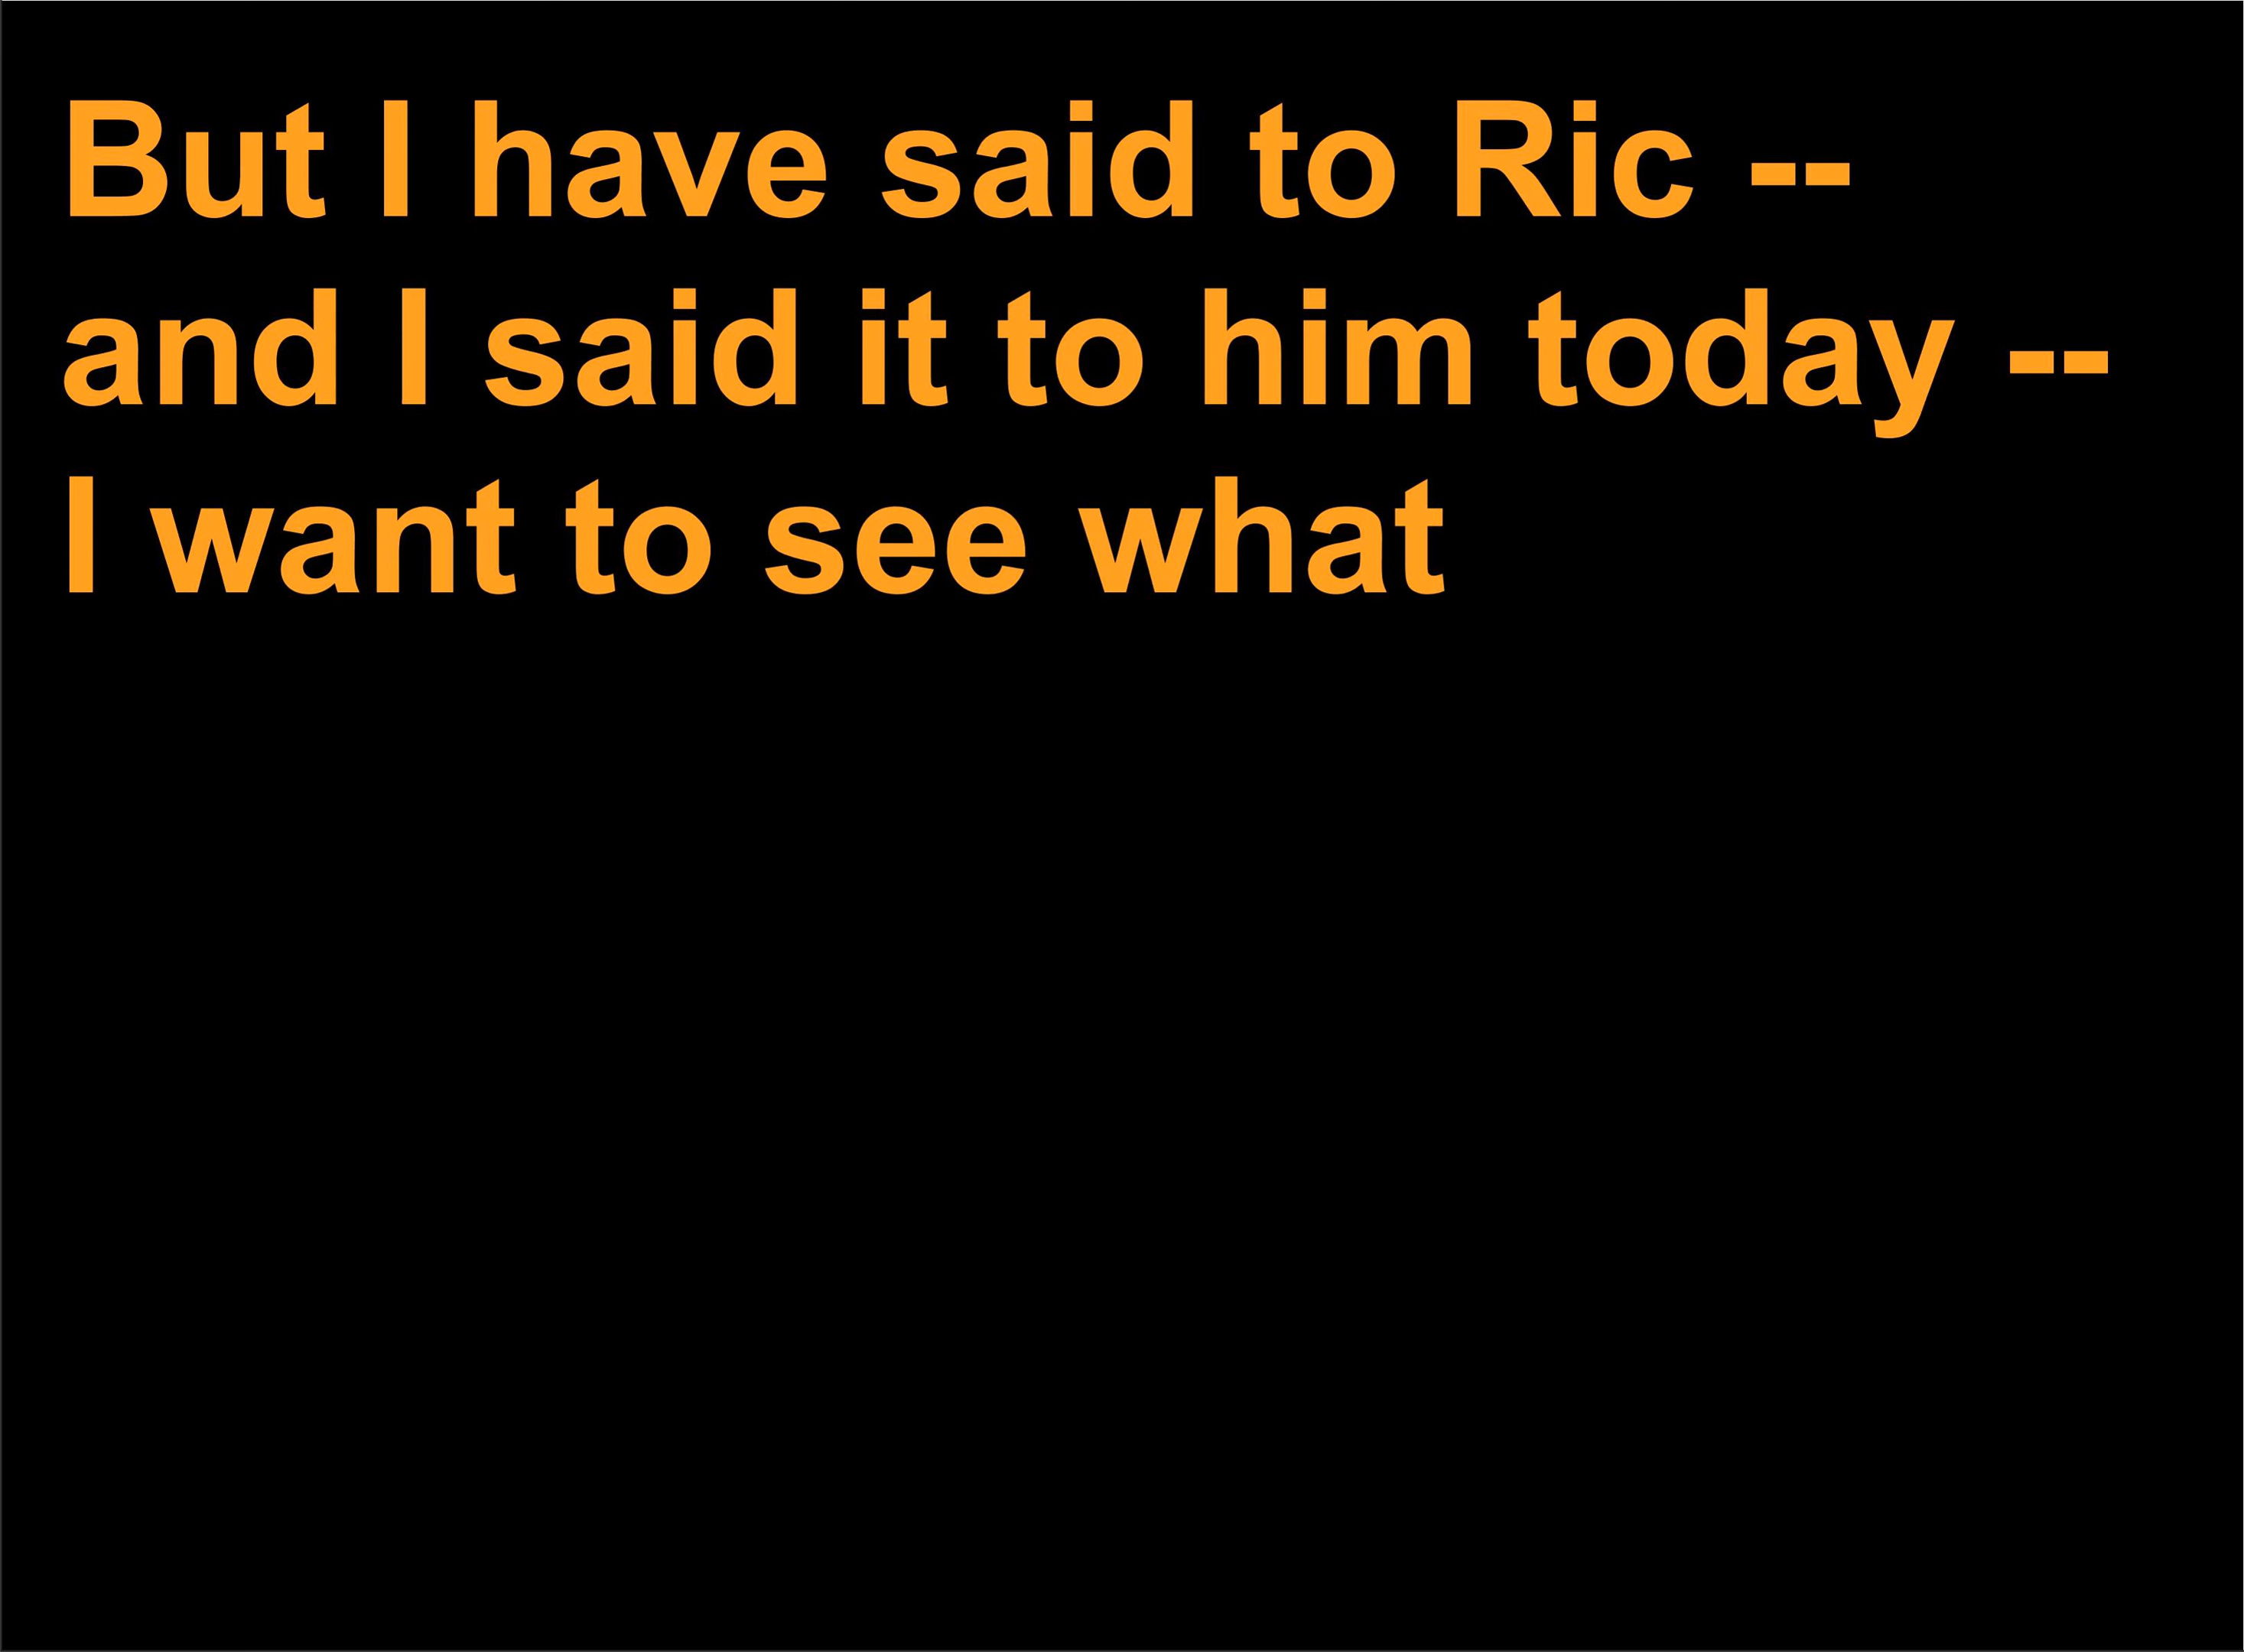 But I have said to Ric --
and I said it to him today --
I want to see what